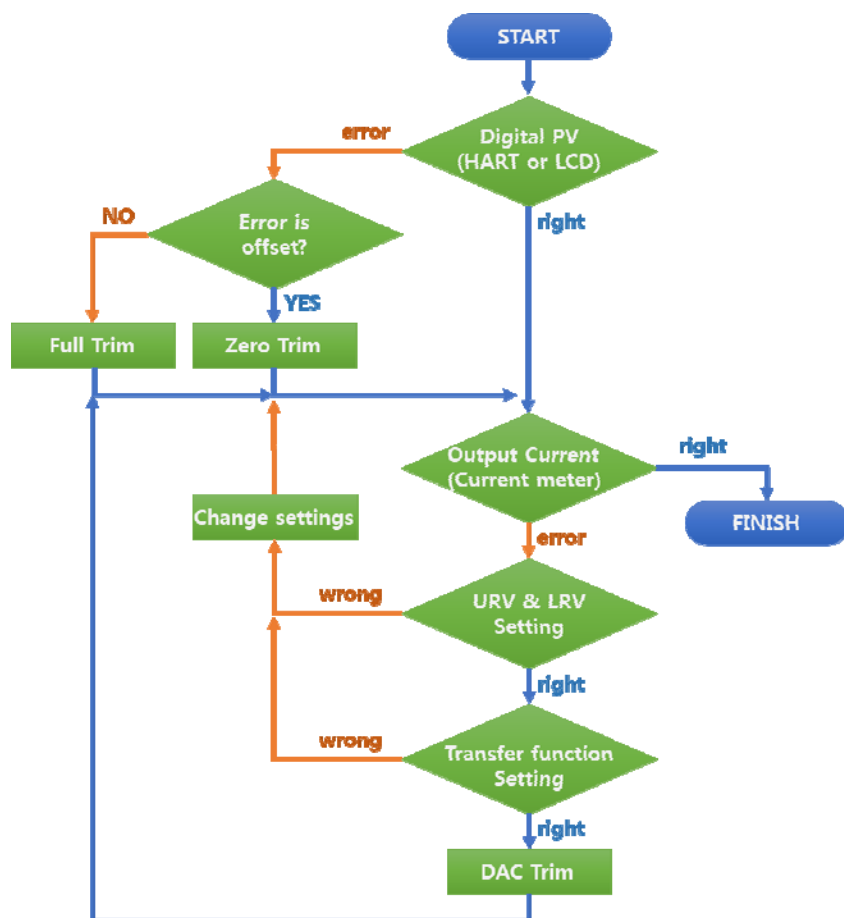 START
Digital PV
(HART or LCD)
error
right
Error is
offset?
NO
YES
Full Trim
Zero Trim
Output Current
(Current meter)
right
FINISH
error
Change settings
URV & LRV
Setting
wrong
right
Transfer function
Setting
wrong
right
DAC Trim